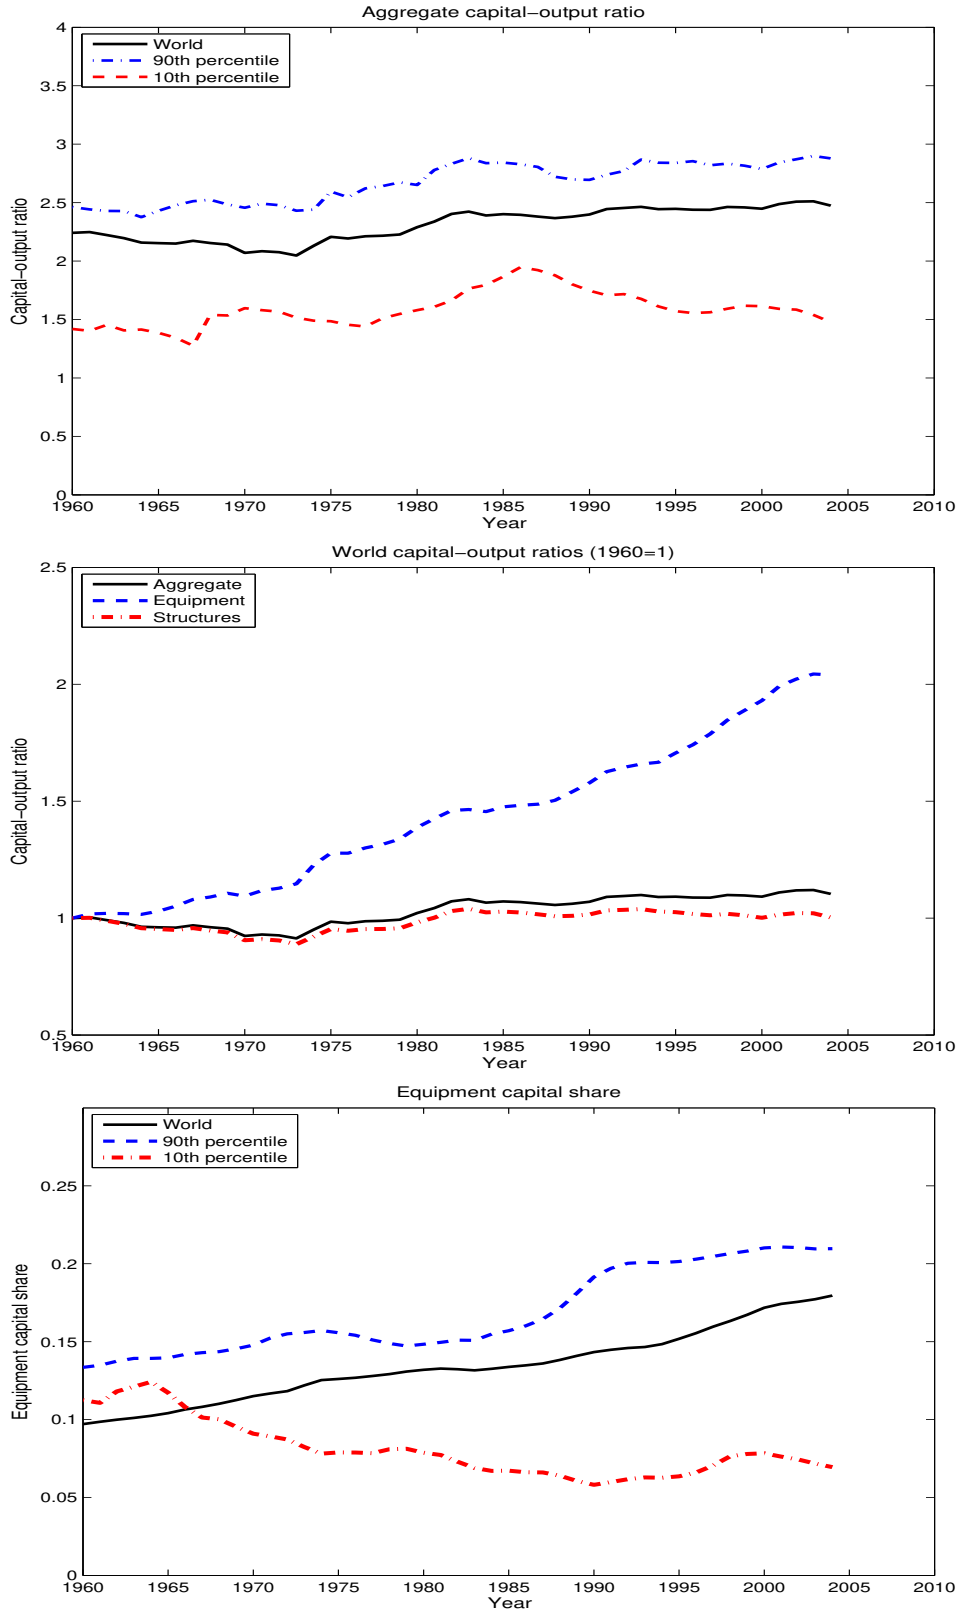 Aggregate capital−output ratio
4
World
90th percentile
10th percentile
3.5
3
2.5
2
1.5
1
0.5
0
Capital−output ratio
1960 1965 1970 1975 1980 1985 1990 1995 2000 2005 2010
Year
World capital−output ratios (1960=1)
2.5
Aggregate
Equipment
Structures
2
1.5
1
0.5
Capital−output ratio
1960 1965 1970 1975 1980 1985 1990 1995 2000 2005 2010
Year
Equipment capital share
World
90th percentile
10th percentile
0.25
0.2
0.15
0.1
0.05
0
Equipment capital share
1960 1965 1970 1975 1980 1985 1990 1995 2000 2005 2010
Year